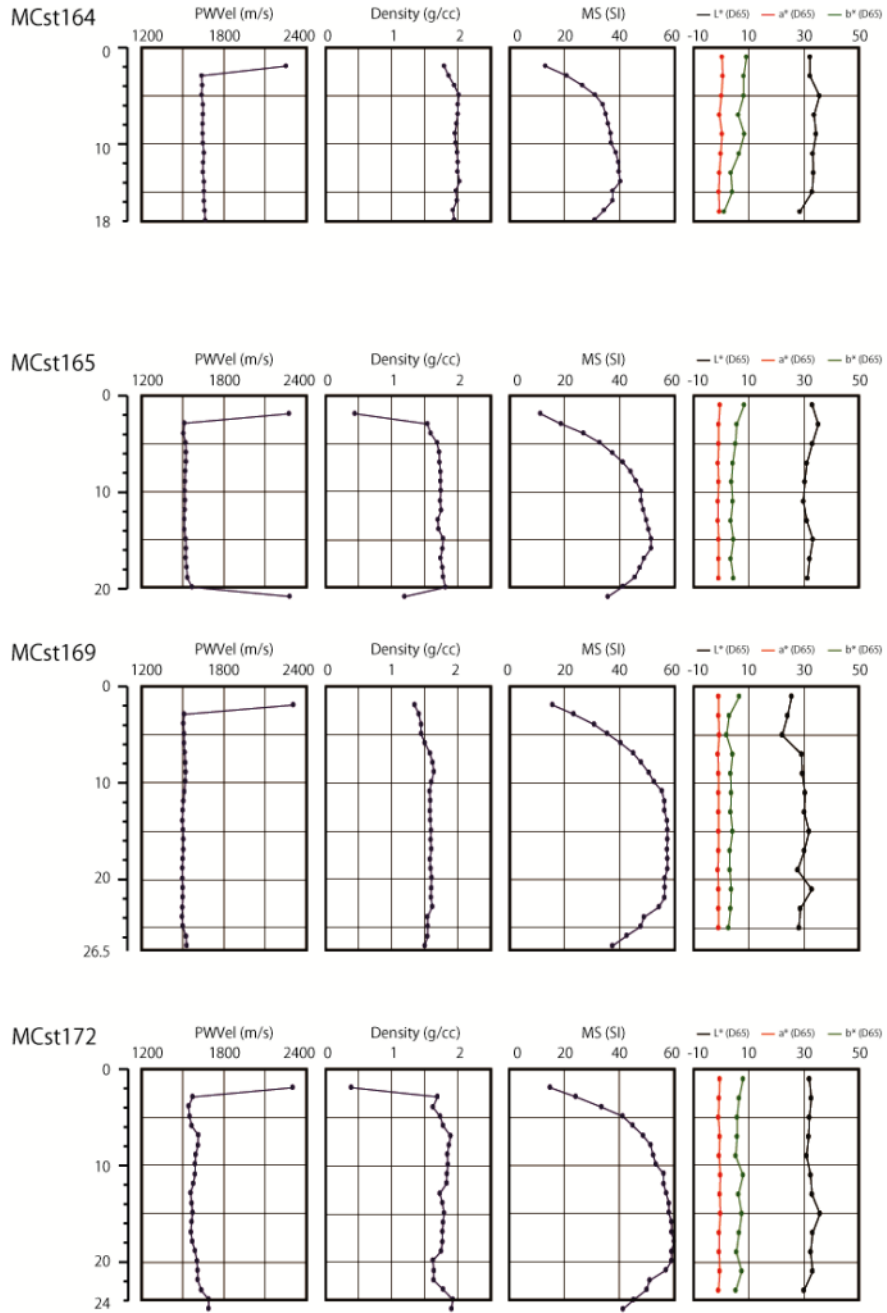 MCst164
PWVel (m/s) Density (g/cc) MS (SI) L* (D65) a* (D65) b* (D65)
1200 1800 2400 0 1 2 0 20 40 60 -10 10 30 50
0
10
18
MCst165
PWVel (m/s) Density (g/cc) MS (SI) L* (D65) a* (D65) b* (D65)
1200 1800 2400 0 1 2 0 20 40 60 -10 10 30 50
0
10
20
MCst169
PWVel (m/s) Density (g/cc) MS (SI) L* (D65) a* (D65) b* (D65)
1200 1800 2400 0 1 2 0 20 40 60 -10 10 30 50
0
10
20
26.5
MCst172
PWVel (m/s) Density (g/cc) MS (SI) L* (D65) a* (D65) b* (D65)
1200 1800 2400 0 1 2 0 20 40 60 -10 10 30 50
0
10
20
24